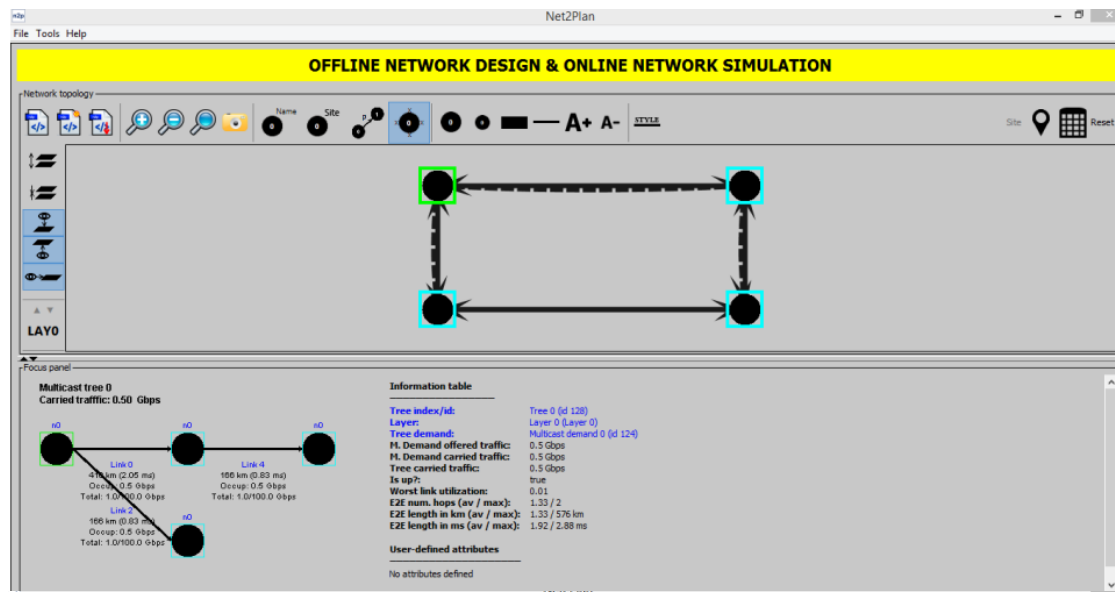 n2p Net2Plan
File Tools Help
OFFLINE NETWORK DESIGN & ONLINE NETWORK SIMULATION
Network topology
Name Site STYLE Site Reset
A+ A-
LAY0
Focus panel
Multicast tree 0
Carried trafffic: 0.50 Gbps
n0 n0 n0
Link 0
(2.05 ms)
Occup: 0.5 Gbps
Total: 1.0/100.0 Gbps
Link 4
166 km (0.83 ms)
Occup: 0.5 Gbps
Total: 1.0/100.0 Gbps
Link 2
166 km (0.83 ms)
Occup: 0.5 Gbps
Total: 1.0/100.0 Gbps
n0
Information table
Tree index/id: Tree 0 (id 128)
Layer: Layer 0 (Layer 0)
Tree demand: Multicast demand 0 (id 124)
M. Demand offered traffic: 0.5 Gbps
M. Demand carried traffic: 0.5 Gbps
Tree carried traffic: 0.5 Gbps
Is up?: true
Worst link utilization: 0.01
E2E num. hops (av / max): 1.33 / 2
E2E length in km (av / max): 1.33 / 576 km
E2E length in ms (av / max): 1.92 / 2.88 ms
User-defined attributes
No attributes defined